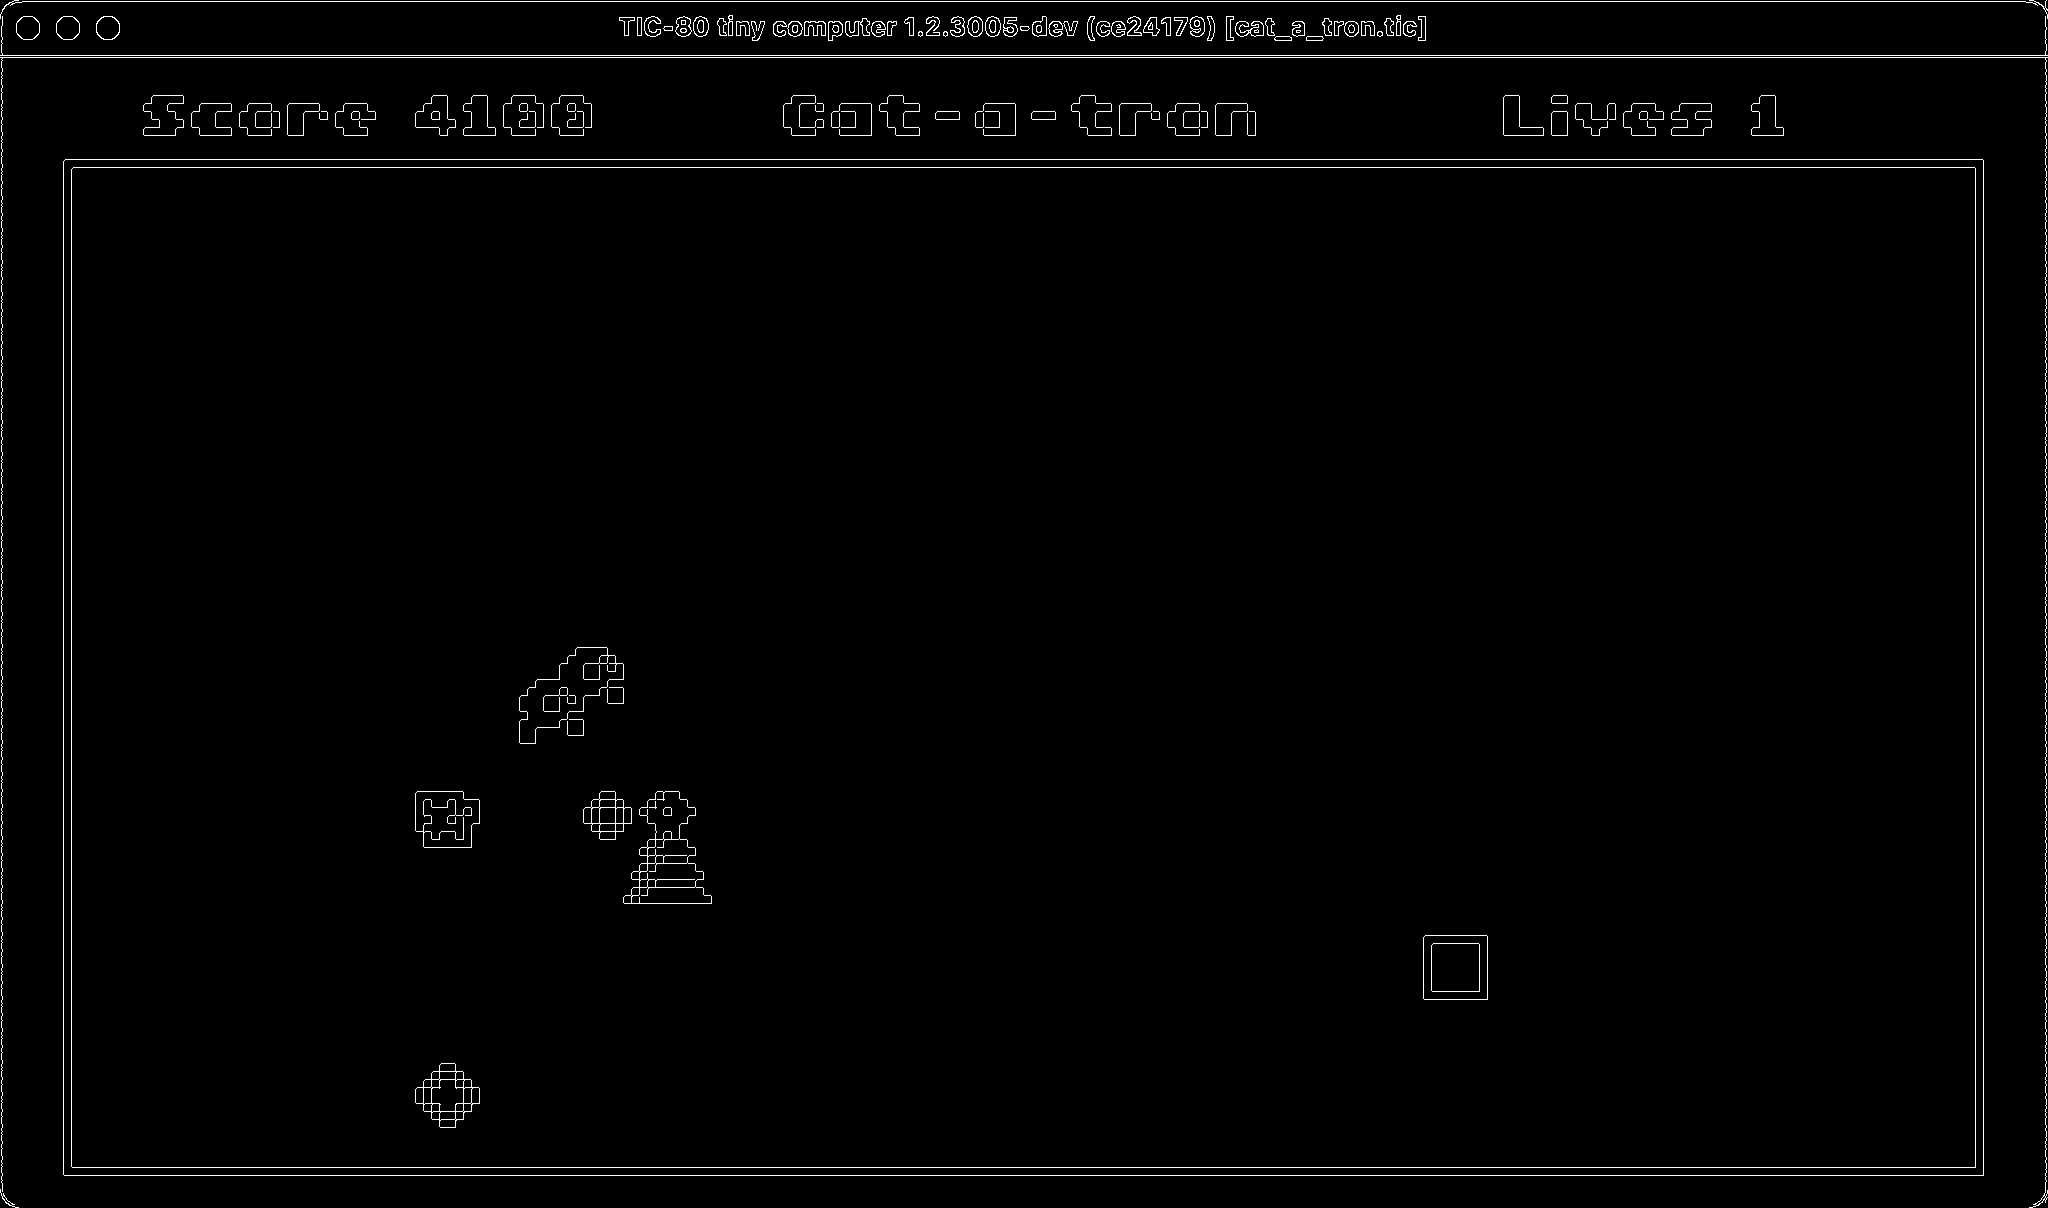 TIC-80 tiny computer 1.2.3005-dev (ce24179) [cat_a_tron.tic]
Score 4100 Cat-a-tron Lives 1